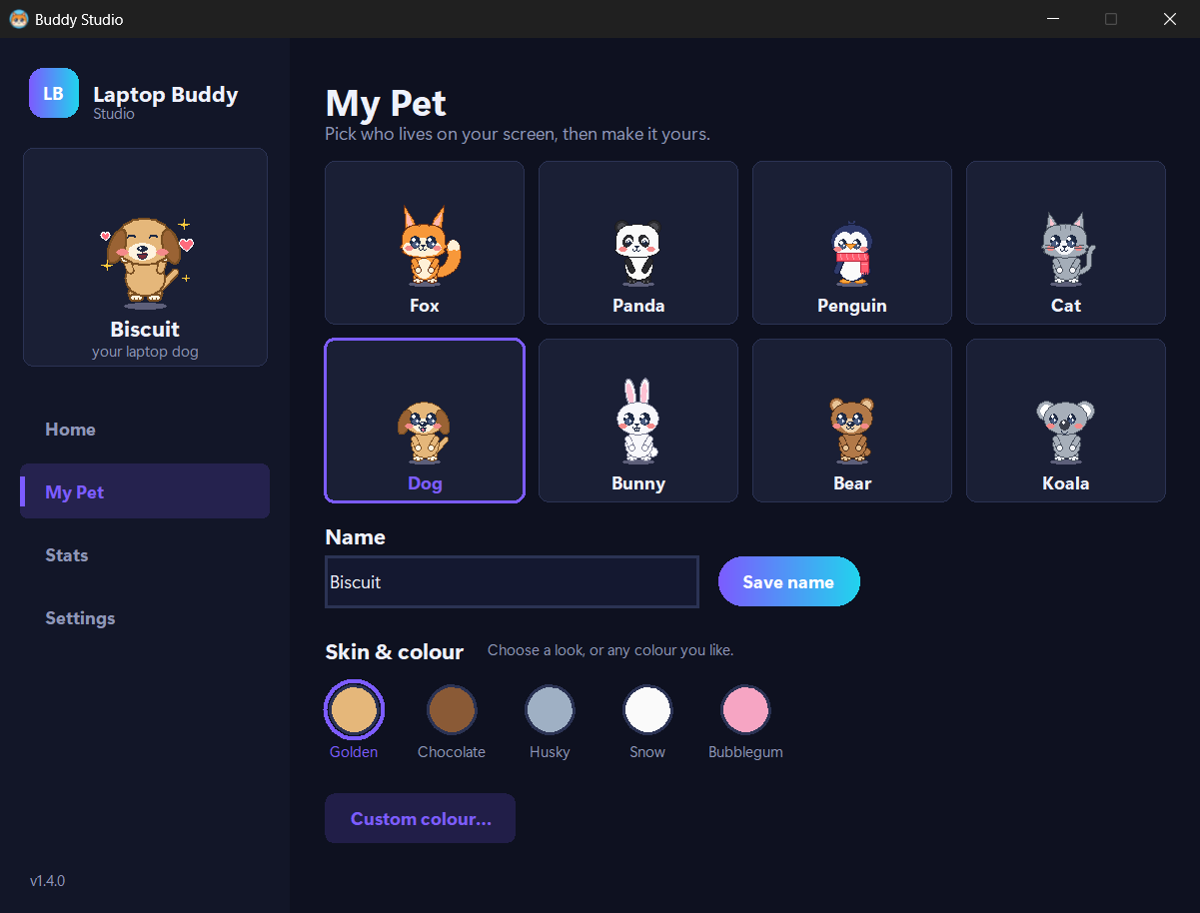 Buddy Studio
LB
Laptop Buddy
Studio
Biscuit
your laptop dog
Home
My Pet
Stats
Settings
v1.4.0
My Pet
Pick who lives on your screen, then make it yours.
Fox
Panda
Penguin
Cat
Dog
Bunny
Bear
Koala
Name
Biscuit
Save name
Skin & colour
Choose a look, or any colour you like.
Golden
Chocolate
Husky
Snow
Bubblegum
Custom colour...